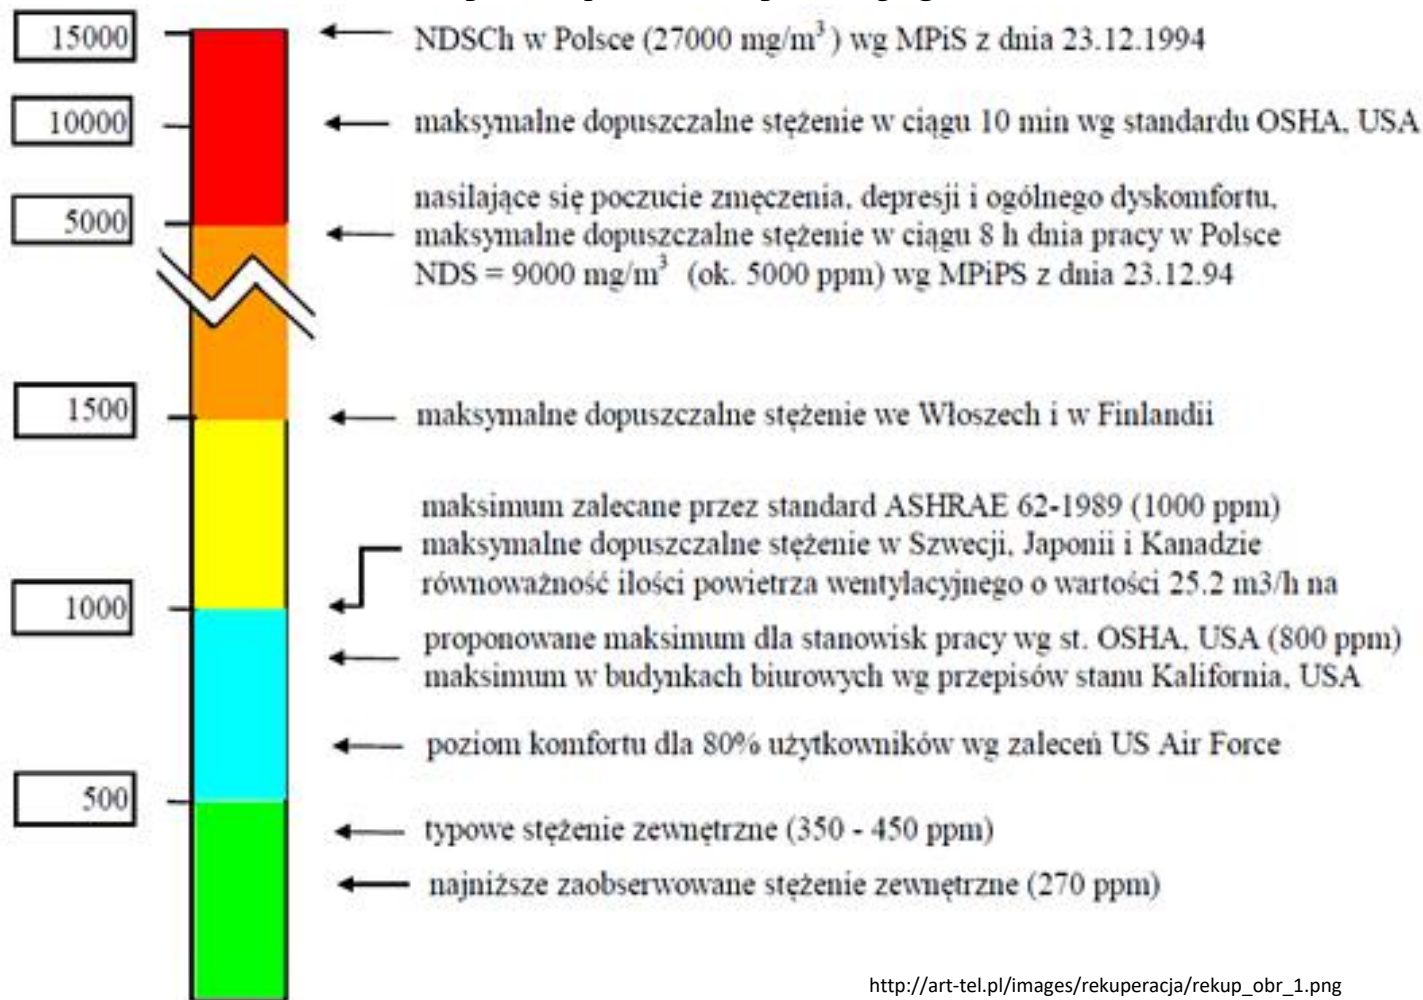 15000
NDSCh w Polsce (27000 mg/m³ ) wg MPiS z dnia 23.12.1994
10000
maksymalne dopuszczalne stężenie w ciągu 10 min wg standardu OSHA, USA
5000
nasilające się poczucie zmęczenia, depresji i ogólnego dyskomfortu,
maksymalne dopuszczalne stężenie w ciągu 8 h dnia pracy w Polsce
NDS = 9000 mg/m³ (ok. 5000 ppm) wg MPiPS z dnia 23.12.94
1500
maksymalne dopuszczalne stężenie we Włoszech i w Finlandii
maksimum zalecane przez standard ASHRAE 62-1989 (1000 ppm)
maksymalne dopuszczalne stężenie w Szwecji, Japonii i Kanadzie
równoważność ilości powietrza wentylacyjnego o wartości 25.2 m3/h na
1000
proponowane maksimum dla stanowisk pracy wg st. OSHA, USA (800 ppm)
maksimum w budynkach biurowych wg przepisów stanu Kalifornia, USA
poziom komfortu dla 80% użytkowników wg zaleceń US Air Force
500
typowe stężenie zewnętrzne (350 - 450 ppm)
najniższe zaobserwowane stężenie zewnętrzne (270 ppm)
http://art-tel.pl/images/rekuperacja/rekup_obr_1.png